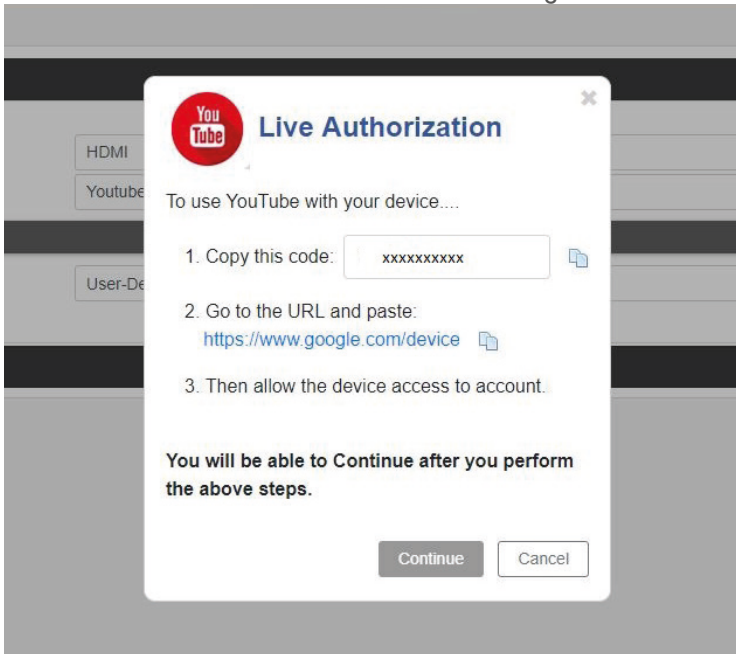 g
You
Tube
Live Authorization
HDMI
Youtube
To use YouTube with your device....
1. Copy this code: xxxxxxxxxx
User-De
2. Go to the URL and paste:
https://www.google.com/device
3. Then allow the device access to account.
You will be able to Continue after you perform
the above steps.
Continue Cancel